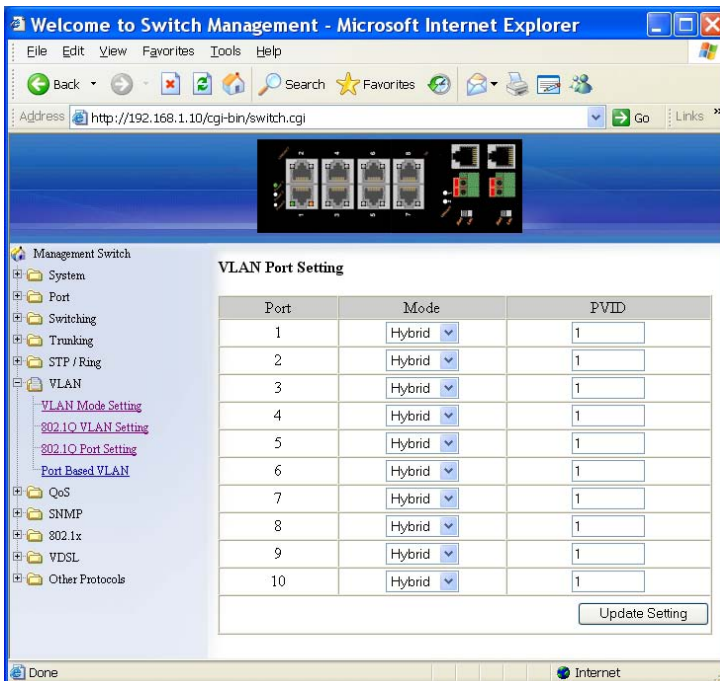 Welcome to Switch Management - Microsoft Internet Explorer
File Edit View Favorites Tools Help
Back Search Favorites
Address http://192.168.1.10/cgi-bin/switch.cgi Go Links »
Management Switch
System
Port
Switching
Trunking
STP / Ring
VLAN
VLAN Mode Setting
802.1Q VLAN Setting
802.1Q Port Setting
Port Based VLAN
QoS
SNMP
802.1x
VDSL
Other Protocols
VLAN Port Setting
Port Mode PVID
1 Hybrid 1
2 Hybrid 1
3 Hybrid 1
4 Hybrid 1
5 Hybrid 1
6 Hybrid 1
7 Hybrid 1
8 Hybrid 1
9 Hybrid 1
10 Hybrid 1
Update Setting
Done Internet